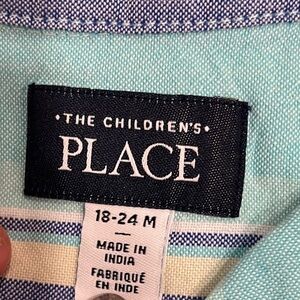 • THE CHILDREN'S •
PLACE
18-24 M
MADE IN
INDIA
FABRIQUÉ
EN INDE